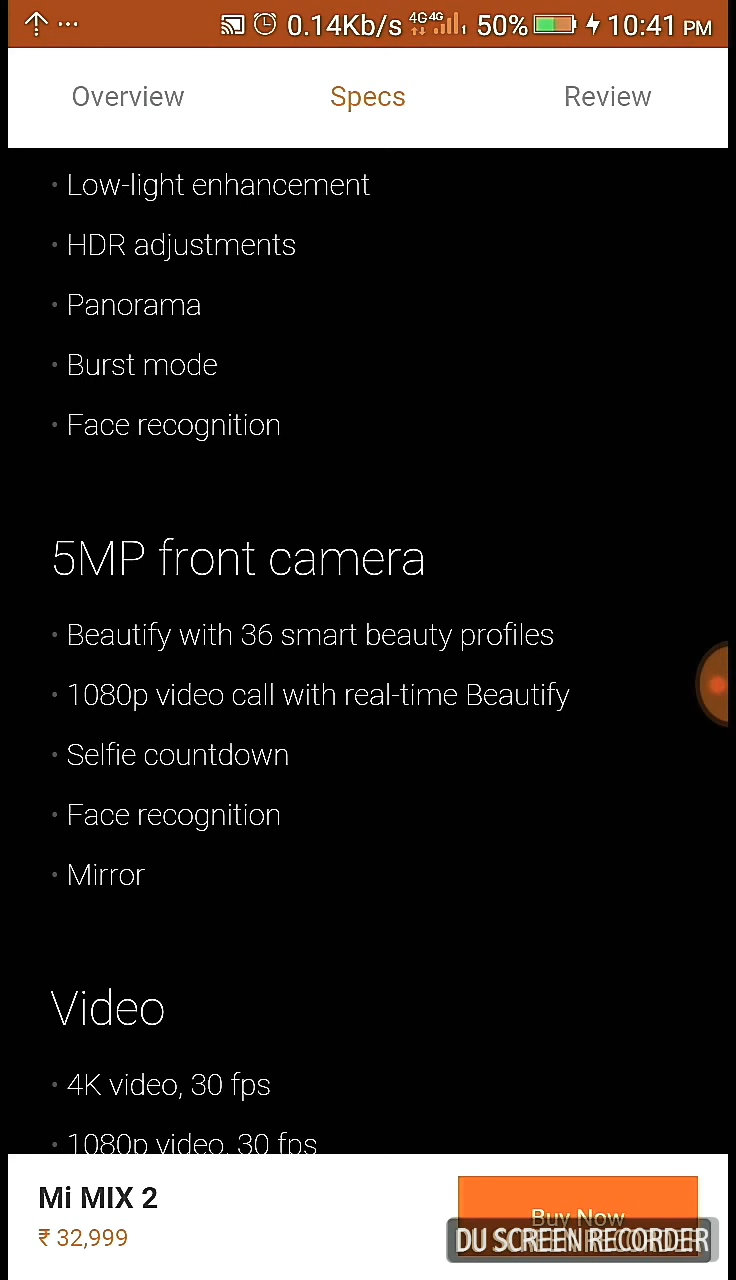 0.14Kb/s 4G 4G 1 50% 10:41 PM
Overview Specs Review
· Low-light enhancement
· HDR adjustments
· Panorama
· Burst mode
· Face recognition
5MP front camera
· Beautify with 36 smart beauty profiles
· 1080p video call with real-time Beautify
· Selfie countdown
· Face recognition
· Mirror
Video
· 4K video, 30 fps
· 1080p video, 30 fps
Mi MIX 2
₹ 32,999
Buy Now
DU SCREEN RECORDER